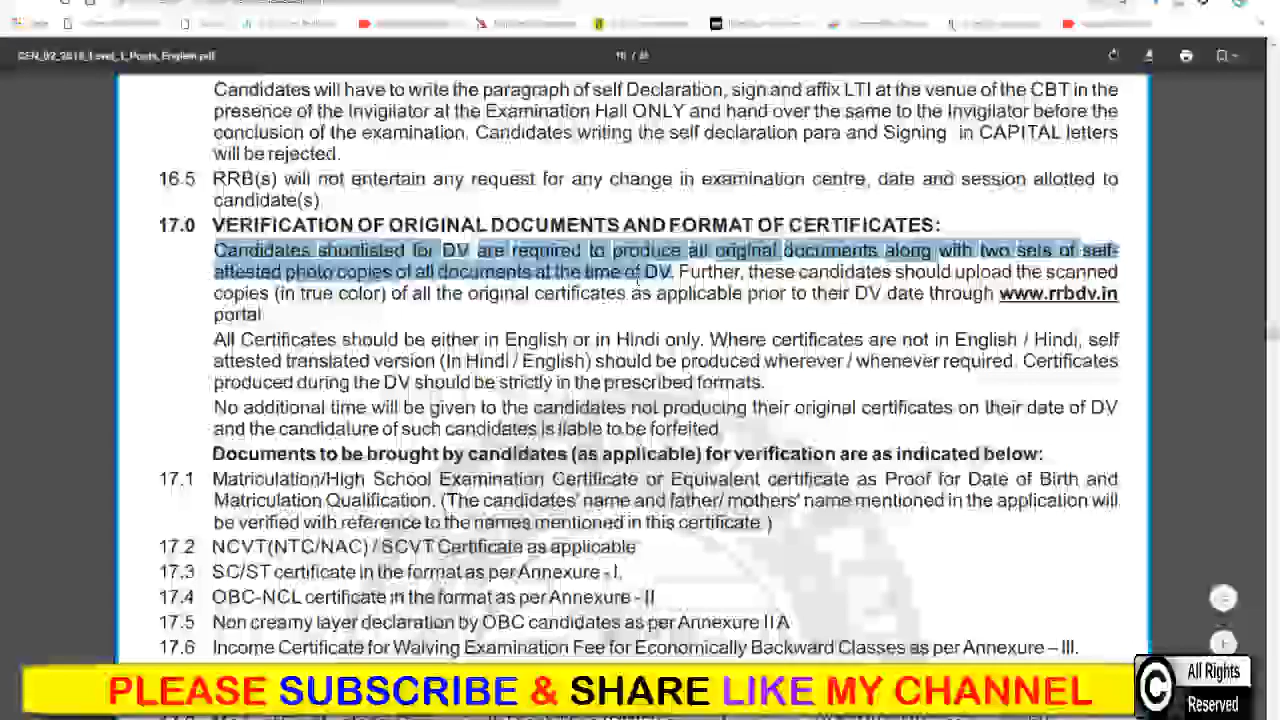 CEN_02_2018_Level_1_Posts_English.pdf
Candidates will have to write the paragraph of self Declaration, sign and affix LTI at the venue of the CBT in the
presence of the Invigilator at the Examination Hall ONLY and hand over the same to the Invigilator before the
conclusion of the examination. Candidates writing the self declaration para and Signing in CAPITAL letters
will be rejected.
16.5 RRB(s) will not entertain any request for any change in examination centre, date and session allotted to
candidate(s)
17.0 VERIFICATION OF ORIGINAL DOCUMENTS AND FORMAT OF CERTIFICATES:
Candidates shortlisted for DV are required to produce all original documents along with two sets of self-
attested photo copies of all documents at the time of DV. Further, these candidates should upload the scanned
copies (in true color) of all the original certificates as applicable prior to their DV date through www.rrbdv.in
portal
All Certificates should be either in English or in Hindi only. Where certificates are not in English / Hindi, self
attested translated version (In Hindi / English) should be produced wherever / whenever required. Certificates
produced during the DV should be strictly in the prescribed formats.
No additional time will be given to the candidates not producing their original certificates on their date of DV
and the candidature of such candidates is liable to be forfeited
Documents to be brought by candidates (as applicable) for verification are as indicated below:
17.1 Matriculation/High School Examination Certificate or Equivalent certificate as Proof for Date of Birth and
Matriculation Qualification. (The candidates' name and father/ mothers' name mentioned in the application will
be verified with reference to the names mentioned in this certificate.)
17.2 NCVT(NTC/NAC) / SCVT Certificate as applicable
17.3 SC/ST certificate in the format as per Annexure - I.
17.4 OBC-NCL certificate in the format as per Annexure - II
17.5 Non creamy layer declaration by OBC candidates as per Annexure II A
17.6 Income Certificate for Waiving Examination Fee for Economically Backward Classes as per Annexure – III.
PLEASE SUBSCRIBE & SHARE LIKE MY CHANNEL
C All Rights
Reserved